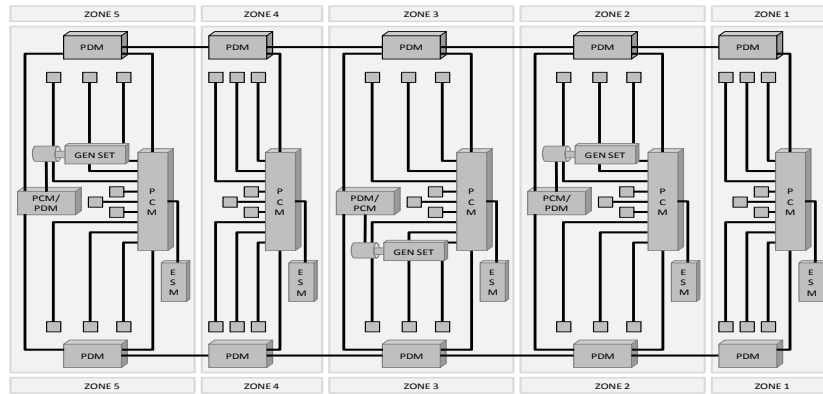 ZONE 5 ZONE 4 ZONE 3 ZONE 2 ZONE 1
PDM PDM PDM PDM PDM
GEN SET GEN SET
P P P P P
PCM/ C C PDM/ C PCM/ C C
PDM M M PCM M PDM M M
GEN SET
E E E E E
S S S S S
M M M M M
PDM PDM PDM PDM PDM
ZONE 5 ZONE 4 ZONE 3 ZONE 2 ZONE 1